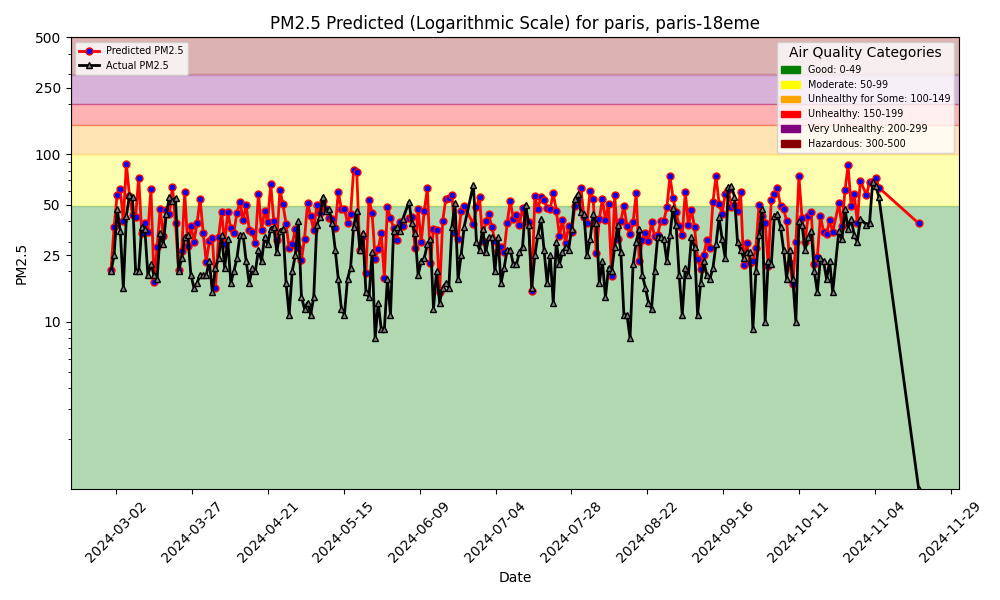 PM2.5 Predicted (Logarithmic Scale) for paris, paris-18eme
Predicted PM2.5
Actual PM2.5
Air Quality Categories
Good: 0-49
Moderate: 50-99
Unhealthy for Some: 100-149
Unhealthy: 150-199
Very Unhealthy: 200-299
Hazardous: 300-500
PM2.5
500
250
100
50
25
10
2024-03-02
2024-03-27
2024-04-21
2024-05-15
2024-06-09
2024-07-04
2024-07-28
2024-08-22
2024-09-16
2024-10-11
2024-11-04
2024-11-29
Date